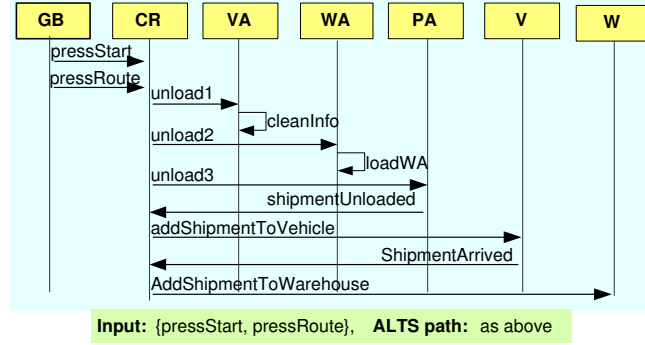 GB CR VA WA PA V W
pressStart
pressRoute
unload1
cleanInfo
unload2
loadWA
unload3
shipmentUnloaded
addShipmentToVehicle
ShipmentArrived
AddShipmentToWarehouse
Input: {pressStart, pressRoute}, ALTS path: as above